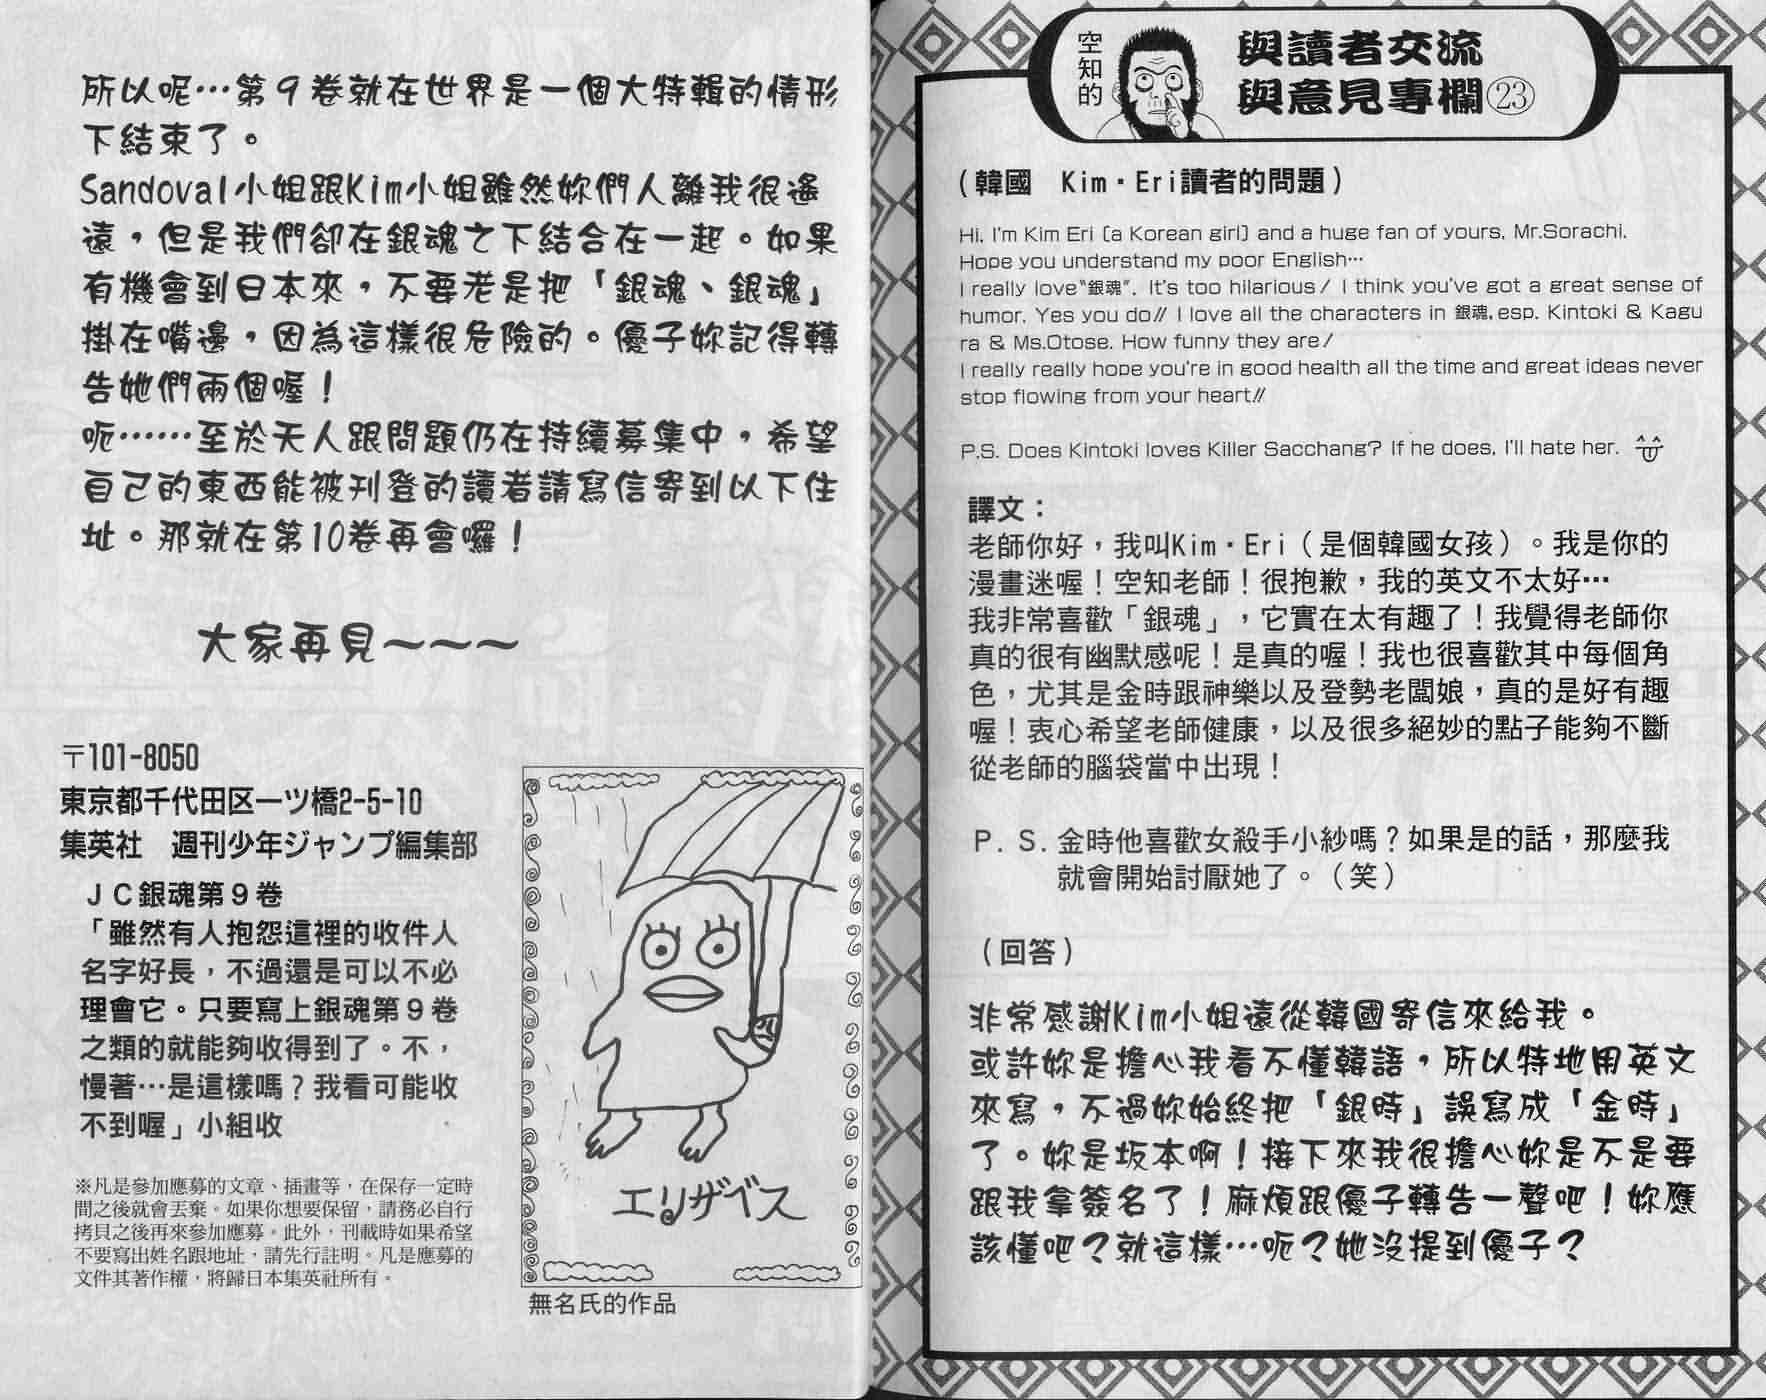 空知的
與讀者交流
與意見專欄㉓
(韓國　Kim・Eri讀者的問題)
Hi, I'm Kim Eri (a Korean girl) and a huge fan of yours, Mr.Sorachi.
Hope you understand my poor English…
I really love"銀魂". It's too hilarious! I think you've got a great sense of
humor. Yes you do!! I love all the characters in 銀魂, esp. Kintoki & Kagu
ra & Ms.Otose. How funny they are!
I really really hope you're in good health all the time and great ideas never
stop flowing from your heart!!
P.S. Does Kintoki loves Killer Sacchang? If he does, I'll hate her.
譯文：
老師你好，我叫Kim・Eri（是個韓國女孩）。我是你的
漫畫迷喔！空知老師！很抱歉，我的英文不太好…
我非常喜歡「銀魂」，它實在太有趣了！我覺得老師你
真的很有幽默感呢！是真的喔！我也很喜歡其中每個角
色，尤其是金時跟神樂以及登勢老闆娘，真的是好有趣
喔！衷心希望老師健康，以及很多絕妙的點子能夠不斷
從老師的腦袋當中出現！
P. S. 金時他喜歡女殺手小紗嗎？如果是的話，那麼我
就會開始討厭她了。（笑）
（回答）
非常感謝Kim小姐遠從韓國寄信來給我。
或許妳是擔心我看不懂韓語，所以特地用英文
來寫，不過妳始終把「銀時」誤寫成「金時」
了。妳是坂本啊！接下來我很擔心妳是不是要
跟我拿簽名了！麻煩跟優子轉告一聲吧！妳應
該懂吧？就這樣…呃？她沒提到優子？
所以呢…第9卷就在世界是一個大特輯的情形
下結束了。
Sandoval小姐跟Kim小姐雖然妳們人離我很遙
遠，但是我們卻在銀魂之下結合在一起。如果
有機會到日本來，不要老是把「銀魂、銀魂」
掛在嘴邊，因為這樣很危險的。優子妳記得轉
告她們兩個喔！
呃……至於天人跟問題仍在持續募集中，希望
自己的東西能被刊登的讀者請寫信寄到以下住
址。那就在第10卷再會囉！
大家再見～～～
〒101-8050
東京都千代田区一ツ橋2-5-10
集英社　週刊少年ジャンプ編集部
ＪＣ銀魂第９卷
「雖然有人抱怨這裡的收件人
名字好長，不過還是可以不必
理會它。只要寫上銀魂第９卷
之類的就能夠收得到了。不，
慢著…是這樣嗎？我看可能收
不到喔」小組收
※凡是參加應募的文章、插畫等，在保存一定時
間之後就會丟棄。如果你想要保留，請務必自行
拷貝之後再來參加應募。此外，刊載時如果希望
不要寫出姓名跟地址，請先行註明。凡是應募的
文件其著作權，將歸日本集英社所有。
エリザベス
無名氏的作品